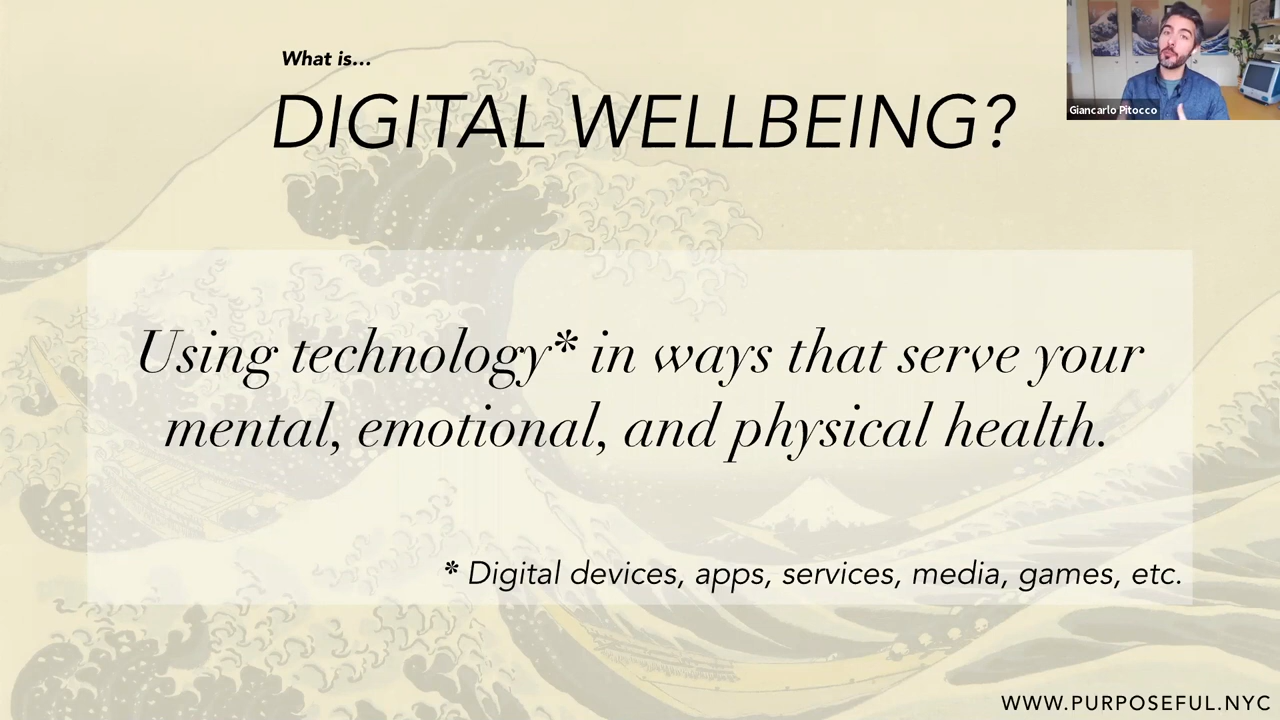 What is...
DIGITAL WELLBEING?
Giancarlo Pitocco
Using technology* in ways that serve your
mental, emotional, and physical health.
* Digital devices, apps, services, media, games, etc.
WWW.PURPOSEFUL.NYC